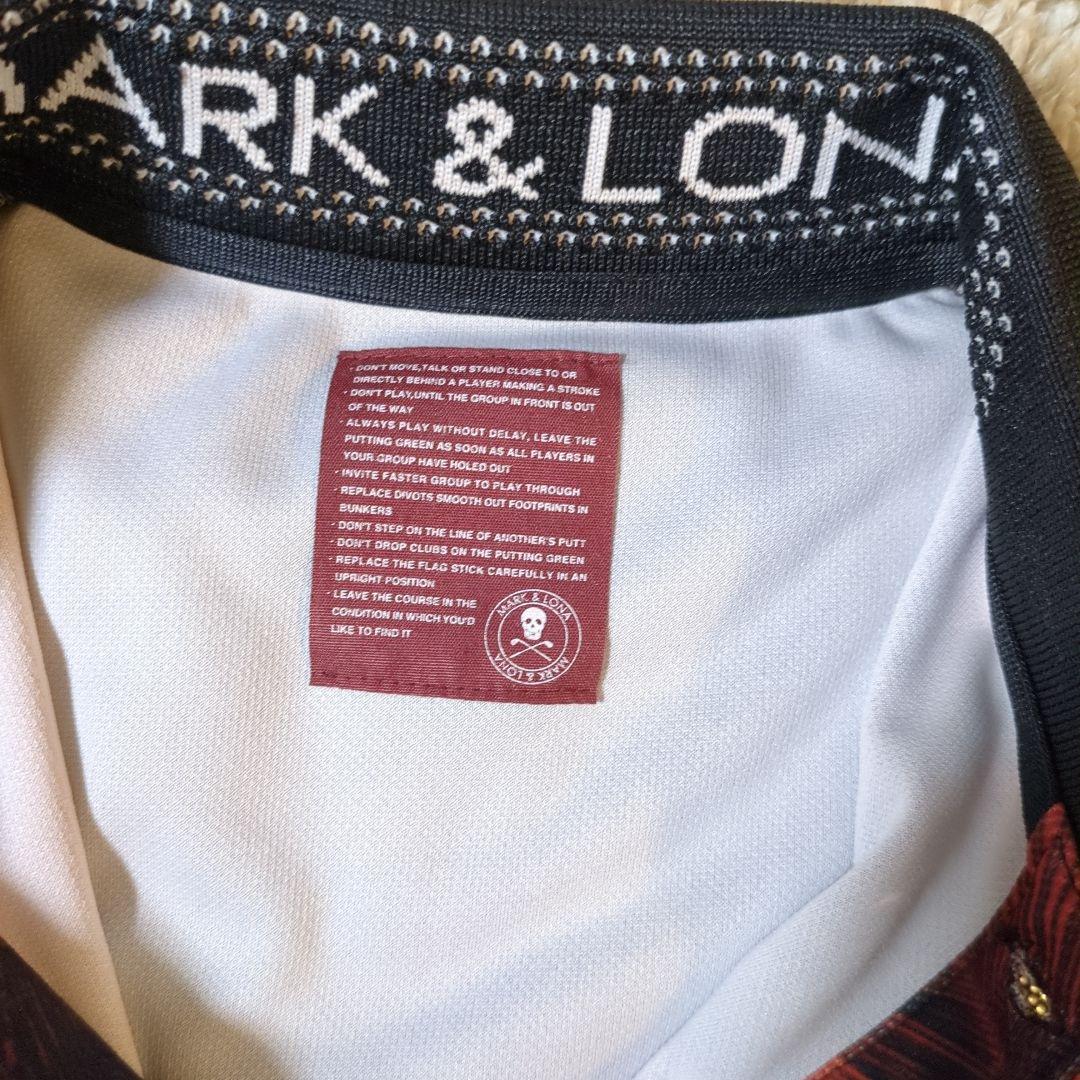 MARK & LONA
· DON'T MOVE,TALK OR STAND CLOSE TO OR
DIRECTLY BEHIND A PLAYER MAKING A STROKE
· DON'T PLAY,UNTIL THE GROUP IN FRONT IS OUT
OF THE WAY
· ALWAYS PLAY WITHOUT DELAY, LEAVE THE
PUTTING GREEN AS SOON AS ALL PLAYERS IN
YOUR GROUP HAVE HOLED OUT
· INVITE FASTER GROUP TO PLAY THROUGH
· REPLACE DIVOTS SMOOTH OUT FOOTPRINTS IN
BUNKERS
· DON'T STEP ON THE LINE OF ANOTHER'S PUTT
· DON'T DROP CLUBS ON THE PUTTING GREEN
· REPLACE THE FLAG STICK CAREFULLY IN AN
UPRIGHT POSITION
· LEAVE THE COURSE IN THE
CONDITION IN WHICH YOU'D
LIKE TO FIND IT
MARK & LONA
MARK & LONA